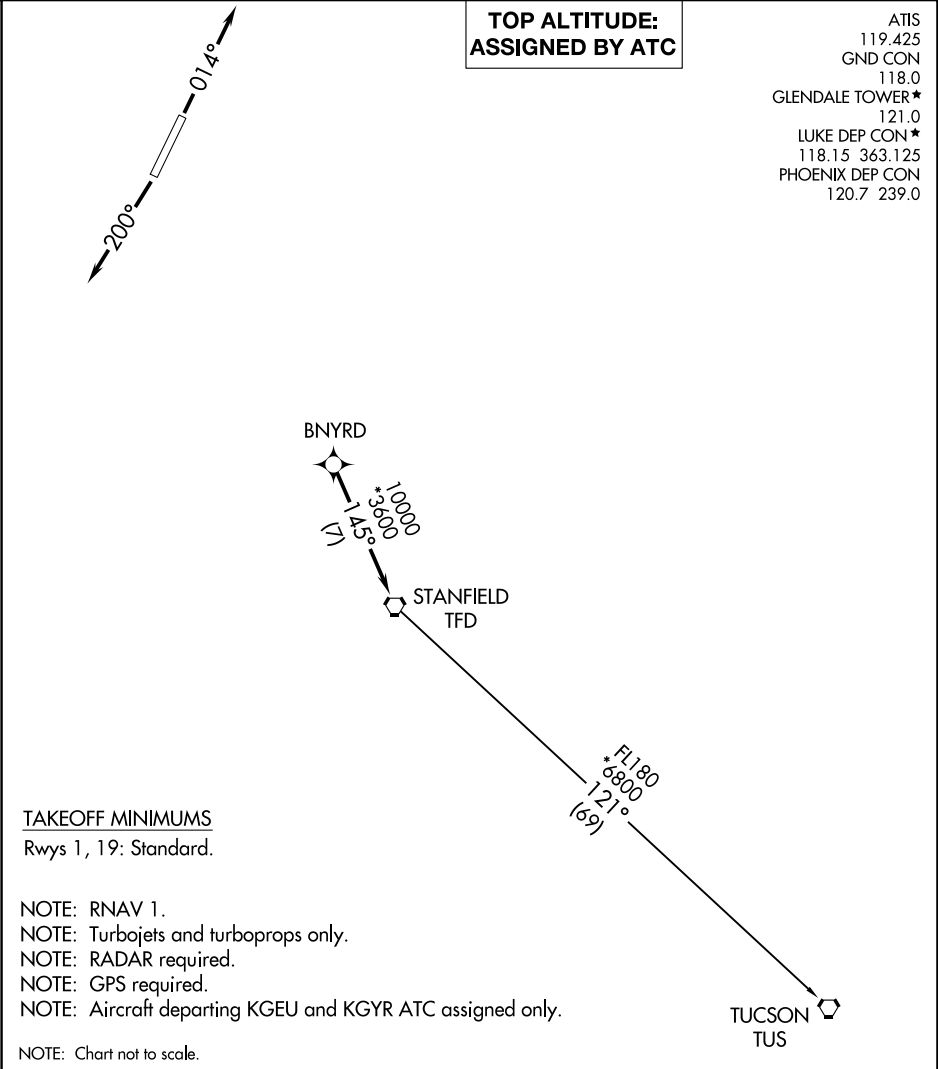 TOP ALTITUDE:
ASSIGNED BY ATC
ATIS
119.425
GND CON
118.0
GLENDALE TOWER★
121.0
LUKE DEP CON★
118.15 363.125
PHOENIX DEP CON
120.7 239.0
014°
200°
BNYRD
10000
*3600
145°
(7)
STANFIELD
TFD
FL180
*6800
121°
(69)
TUCSON
TUS
TAKEOFF MINIMUMS
Rwys 1, 19: Standard.
NOTE: RNAV 1.
NOTE: Turbojets and turboprops only.
NOTE: RADAR required.
NOTE: GPS required.
NOTE: Aircraft departing KGEU and KGYR ATC assigned only.
NOTE: Chart not to scale.